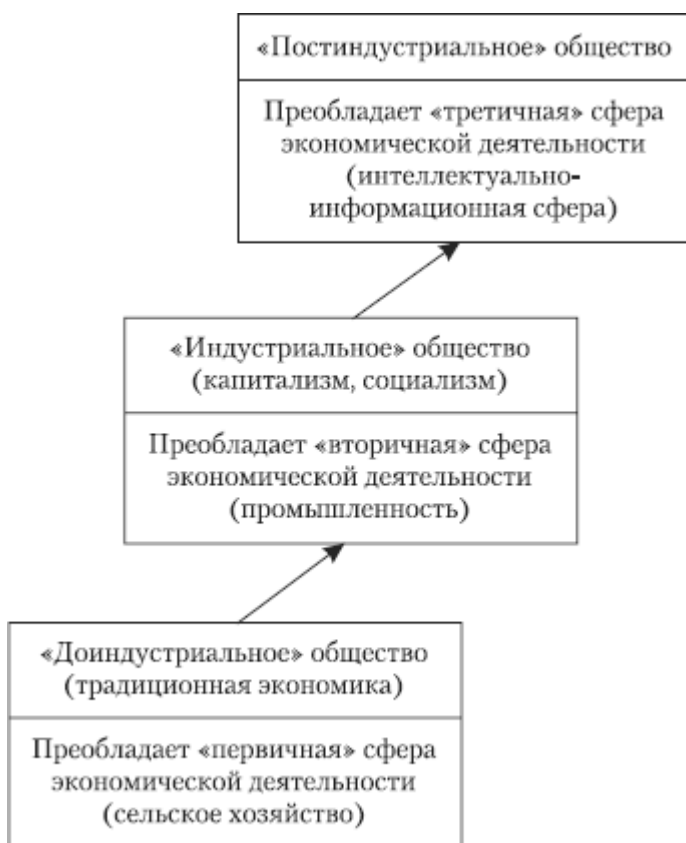 «Постиндустриальное» общество
Преобладает «третичная» сфера
экономической деятельности
(интеллектуально-
информационная сфера)
«Индустриальное» общество
(капитализм, социализм)
Преобладает «вторичная» сфера
экономической деятельности
(промышленность)
«Доиндустриальное» общество
(традиционная экономика)
Преобладает «первичная» сфера
экономической деятельности
(сельское хозяйство)